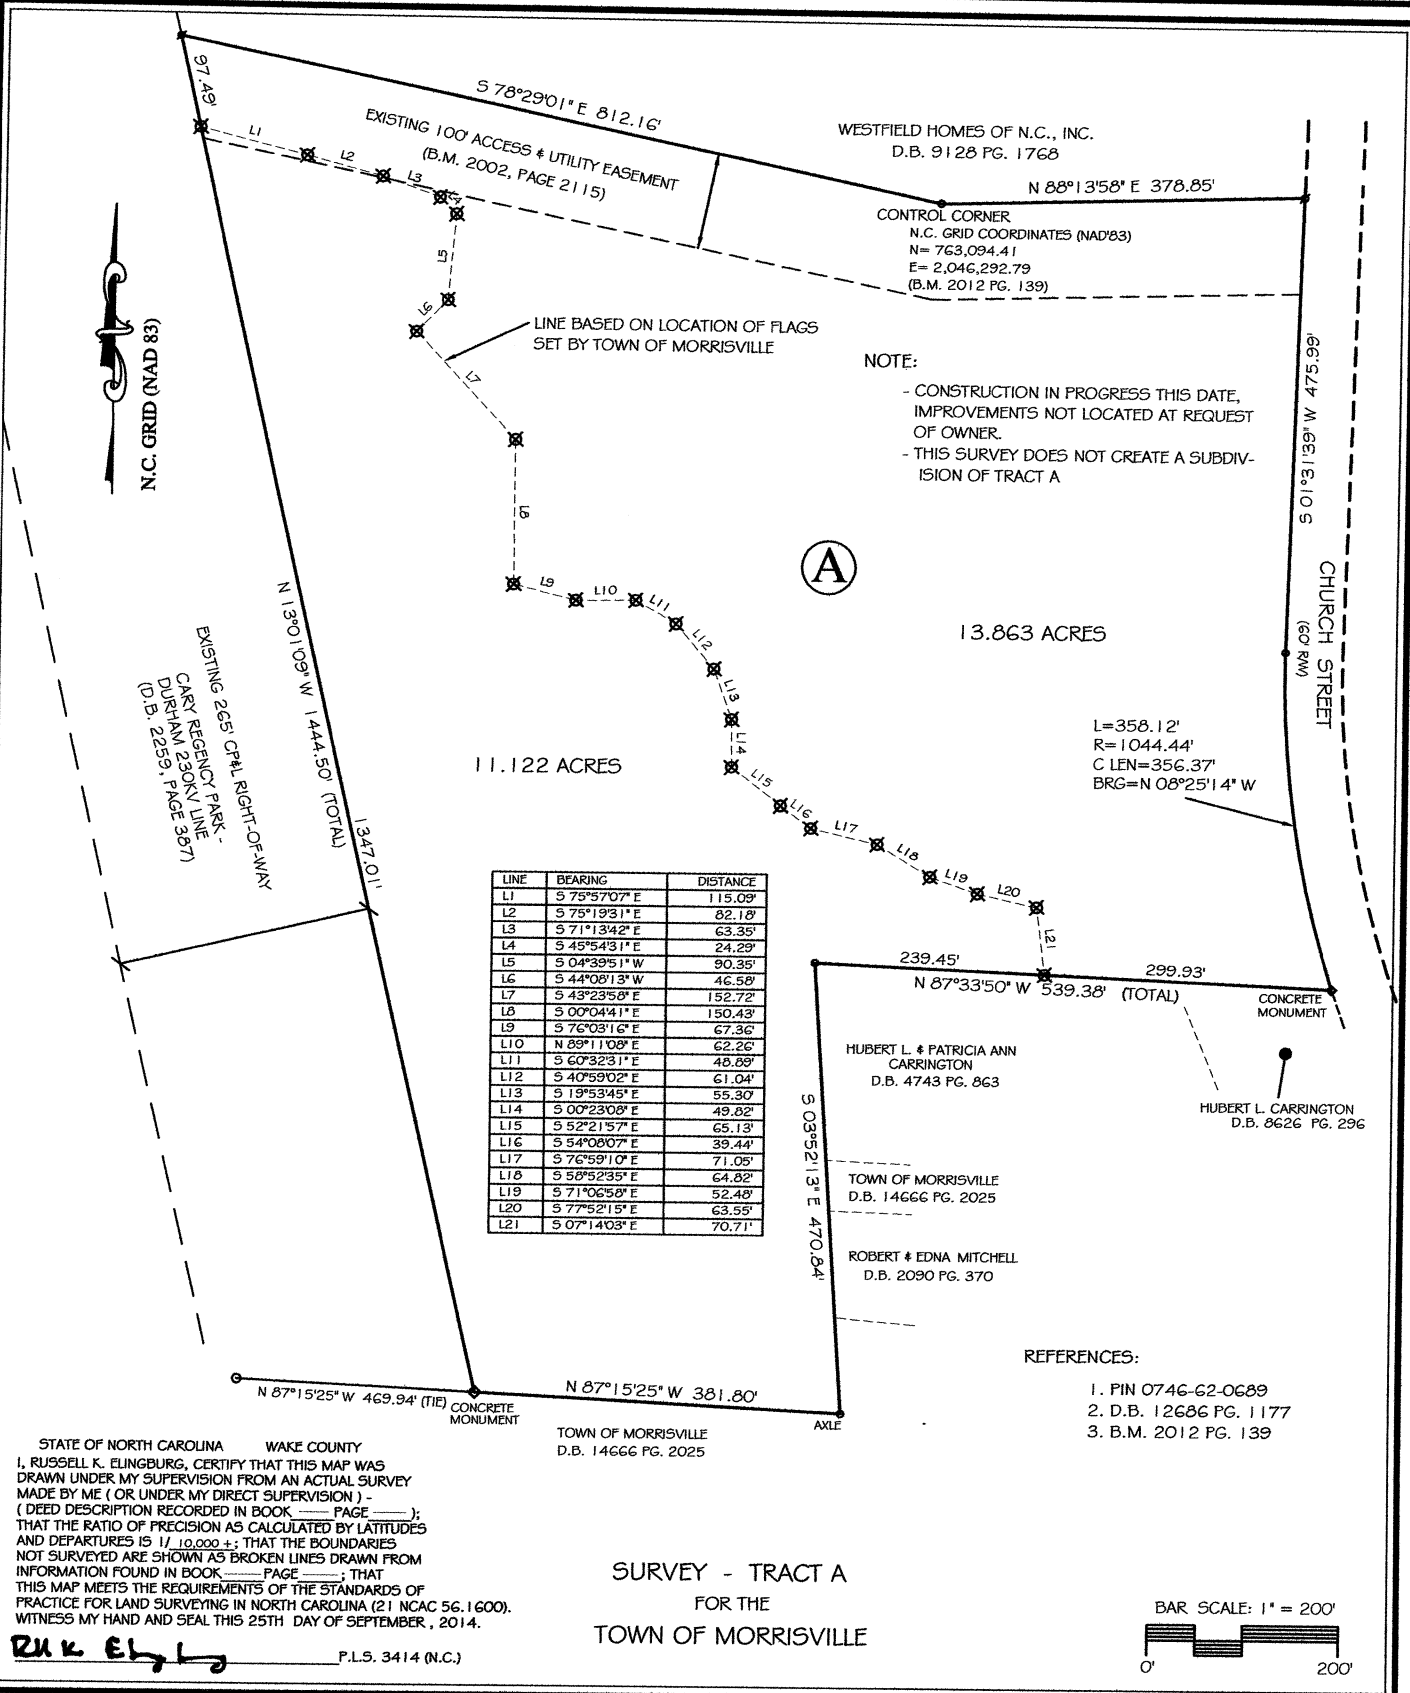 97.49'
S 78°29'01" E 812.16'
EXISTING 100' ACCESS & UTILITY EASEMENT
(B.M. 2002, PAGE 2115)
WESTFIELD HOMES OF N.C., INC.
D.B. 9128 PG. 1768
N 88°13'58" E 378.85'
CONTROL CORNER
N.C. GRID COORDINATES (NAD'83)
N= 763,094.41
E= 2,046,292.79
(B.M. 2012 PG. 139)
L1
L2
L3
L4
L5
L6
L7
L8
L9
L10
L11
L12
L13
L14
L15
L16
L17
L18
L19
L20
L21
N.C. GRID (NAD 83)
LINE BASED ON LOCATION OF FLAGS
SET BY TOWN OF MORRISVILLE
NOTE:
- CONSTRUCTION IN PROGRESS THIS DATE,
IMPROVEMENTS NOT LOCATED AT REQUEST
OF OWNER.
- THIS SURVEY DOES NOT CREATE A SUBDIV-
ISION OF TRACT A
S 01°31'39" W 475.99'
CHURCH STREET
(60' R/W)
A
13.863 ACRES
11.122 ACRES
L=358.12'
R=1044.44'
C LEN=356.37'
BRG=N 08°25'14" W
N 13°01'09" W 1444.50' (TOTAL)
1347.01'
EXISTING 265' CP&L RIGHT-OF-WAY
CARY REGENCY PARK -
DURHAM 230KV LINE
(D.B. 2259, PAGE 387)
LINE BEARING DISTANCE
L1 S 75°57'07" E 115.09'
L2 S 75°19'31" E 82.18'
L3 S 71°13'42" E 63.35'
L4 S 45°54'31" E 24.29'
L5 S 04°39'51" W 90.35'
L6 S 44°08'13" W 46.58'
L7 S 43°23'58" E 152.72'
L8 S 00°04'41" E 150.43'
L9 S 76°03'16" E 67.36'
L10 N 89°11'08" E 62.26'
L11 S 60°32'31" E 48.89'
L12 S 40°59'02" E 61.04'
L13 S 19°53'45" E 55.30'
L14 S 00°23'08" E 49.82'
L15 S 52°21'57" E 65.13'
L16 S 54°08'07" E 39.44'
L17 S 76°59'10" E 71.05'
L18 S 58°52'35" E 64.82'
L19 S 71°06'58" E 52.48'
L20 S 77°52'15" E 63.55'
L21 S 07°14'03" E 70.71'
239.45'
299.93'
N 87°33'50" W 539.38' (TOTAL)
CONCRETE
MONUMENT
HUBERT L. & PATRICIA ANN
CARRINGTON
D.B. 4743 PG. 863
HUBERT L. CARRINGTON
D.B. 8626 PG. 296
S 03°52'13" E 470.84'
TOWN OF MORRISVILLE
D.B. 14666 PG. 2025
ROBERT & EDNA MITCHELL
D.B. 2090 PG. 370
REFERENCES:
1. PIN 0746-62-0689
2. D.B. 12686 PG. 1177
3. B.M. 2012 PG. 139
N 87°15'25" W 469.94' (TIE)
CONCRETE
MONUMENT
N 87°15'25" W 381.80'
AXLE
TOWN OF MORRISVILLE
D.B. 14666 PG. 2025
STATE OF NORTH CAROLINA WAKE COUNTY
I, RUSSELL K. ELINGBURG, CERTIFY THAT THIS MAP WAS
DRAWN UNDER MY SUPERVISION FROM AN ACTUAL SURVEY
MADE BY ME ( OR UNDER MY DIRECT SUPERVISION ) -
( DEED DESCRIPTION RECORDED IN BOOK ____ PAGE ____ );
THAT THE RATIO OF PRECISION AS CALCULATED BY LATITUDES
AND DEPARTURES IS 1/ 10,000 + ; THAT THE BOUNDARIES
NOT SURVEYED ARE SHOWN AS BROKEN LINES DRAWN FROM
INFORMATION FOUND IN BOOK ____ PAGE ____ ; THAT
THIS MAP MEETS THE REQUIREMENTS OF THE STANDARDS OF
PRACTICE FOR LAND SURVEYING IN NORTH CAROLINA (21 NCAC 56.1600).
WITNESS MY HAND AND SEAL THIS 25TH DAY OF SEPTEMBER , 2014.
P.L.S. 3414 (N.C.)
SURVEY - TRACT A
FOR THE
TOWN OF MORRISVILLE
BAR SCALE: 1" = 200'
0' 200'